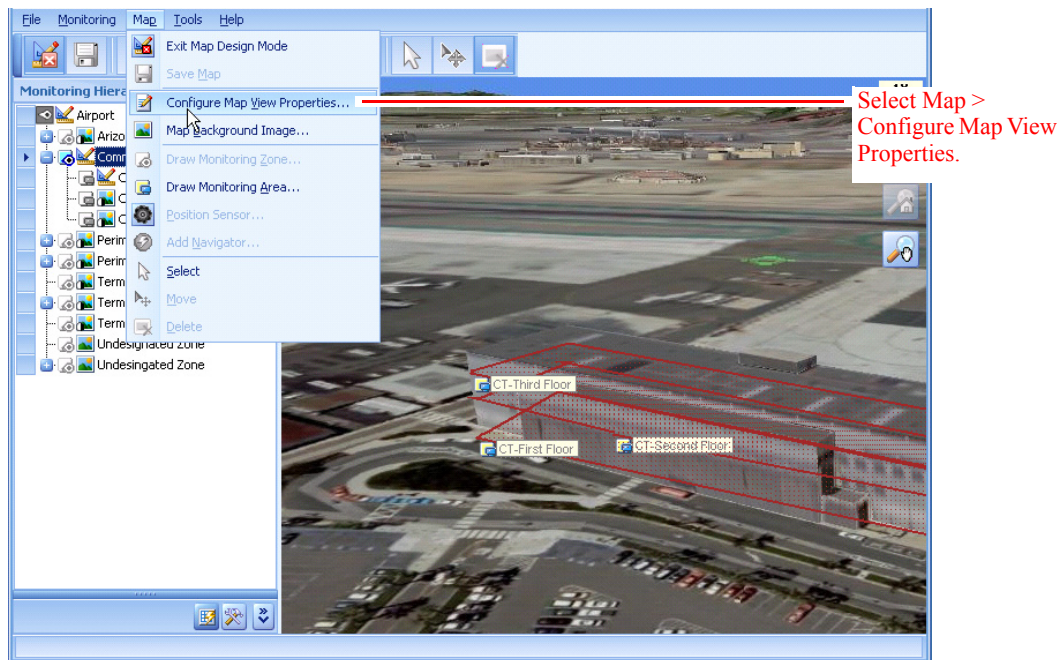 File Monitoring Map Tools Help
Exit Map Design Mode
Save Map
Configure Map View Properties...
Map Background Image...
Draw Monitoring Zone...
Draw Monitoring Area...
Position Sensor...
Add Navigator...
Select
Move
Delete
Monitoring Hiera
Airport
Arizo
Comm
Perim
Perim
Term
Term
Term
Undesignated Zone
Undesingated Zone
Select Map >
Configure Map View
Properties.
CT-Third Floor
CT-First Floor
CT-Second Floor